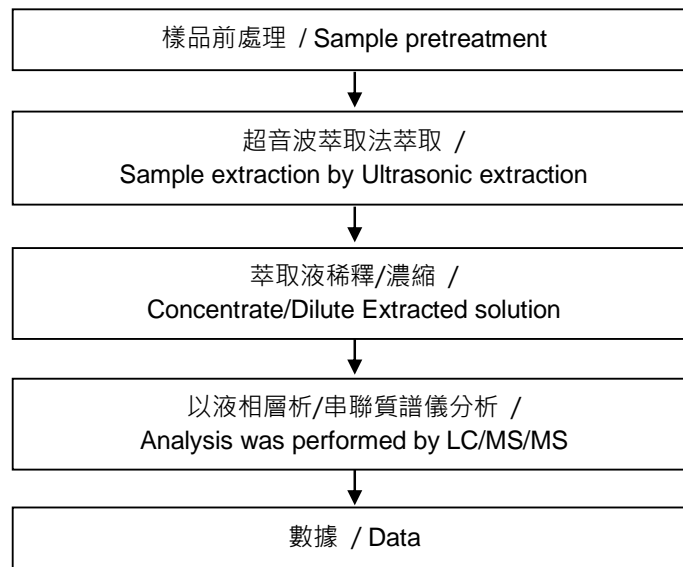 樣品前處理 / Sample pretreatment
超音波萃取法萃取 /
Sample extraction by Ultrasonic extraction
萃取液稀釋/濃縮 /
Concentrate/Dilute Extracted solution
以液相層析/串聯質譜儀分析 /
Analysis was performed by LC/MS/MS
數據 / Data